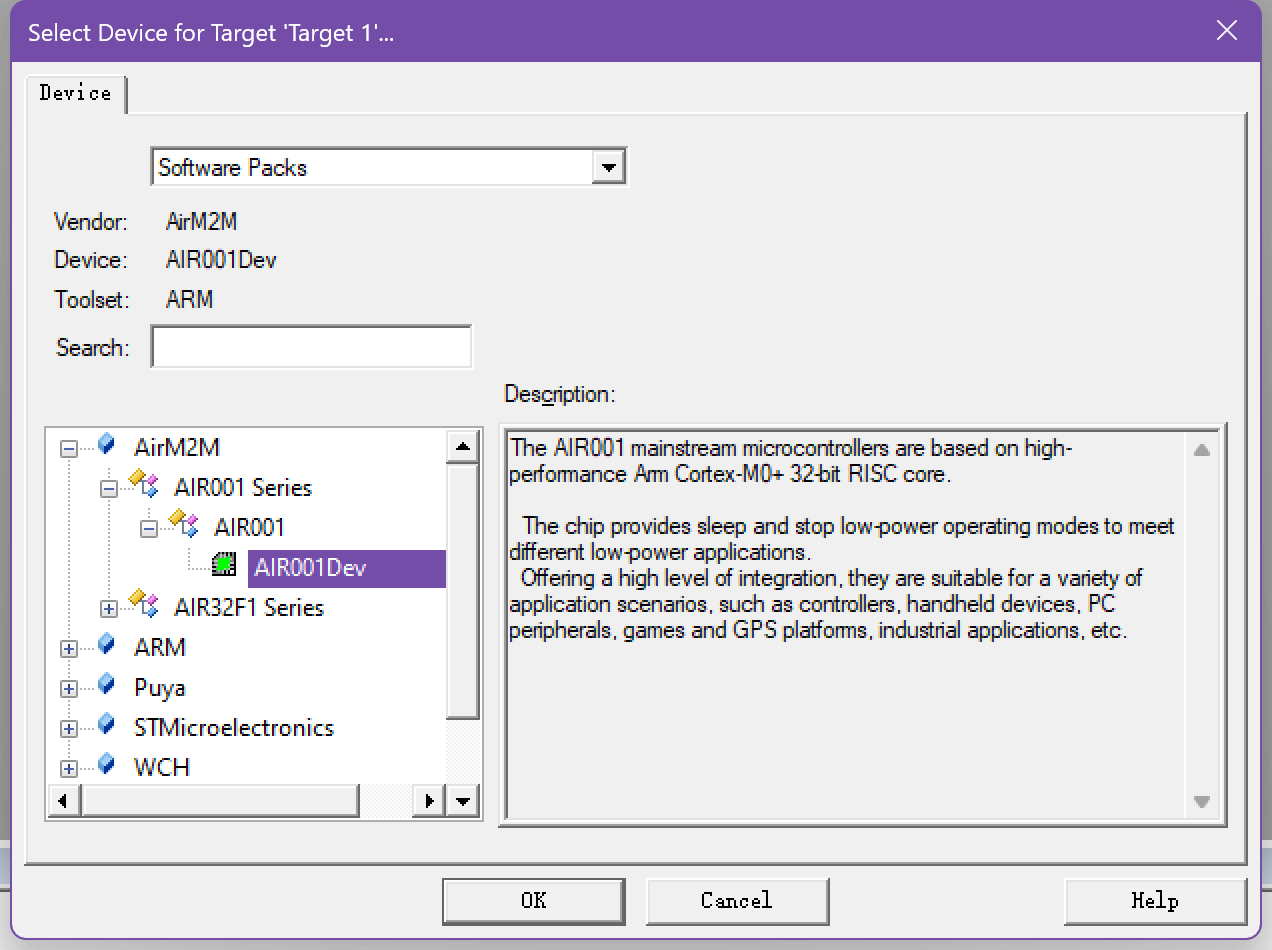 Select Device for Target 'Target 1'...
Device
Software Packs
Vendor: AirM2M
Device: AIR001Dev
Toolset: ARM
Search:
Description:
AirM2M
AIR001 Series
AIR001
AIR001Dev
AIR32F1 Series
ARM
Puya
STMicroelectronics
WCH
The AIR001 mainstream microcontrollers are based on high-
performance Arm Cortex-M0+ 32-bit RISC core.
The chip provides sleep and stop low-power operating modes to meet
different low-power applications.
Offering a high level of integration, they are suitable for a variety of
application scenarios, such as controllers, handheld devices, PC
peripherals, games and GPS platforms, industrial applications, etc.
OK
Cancel
Help